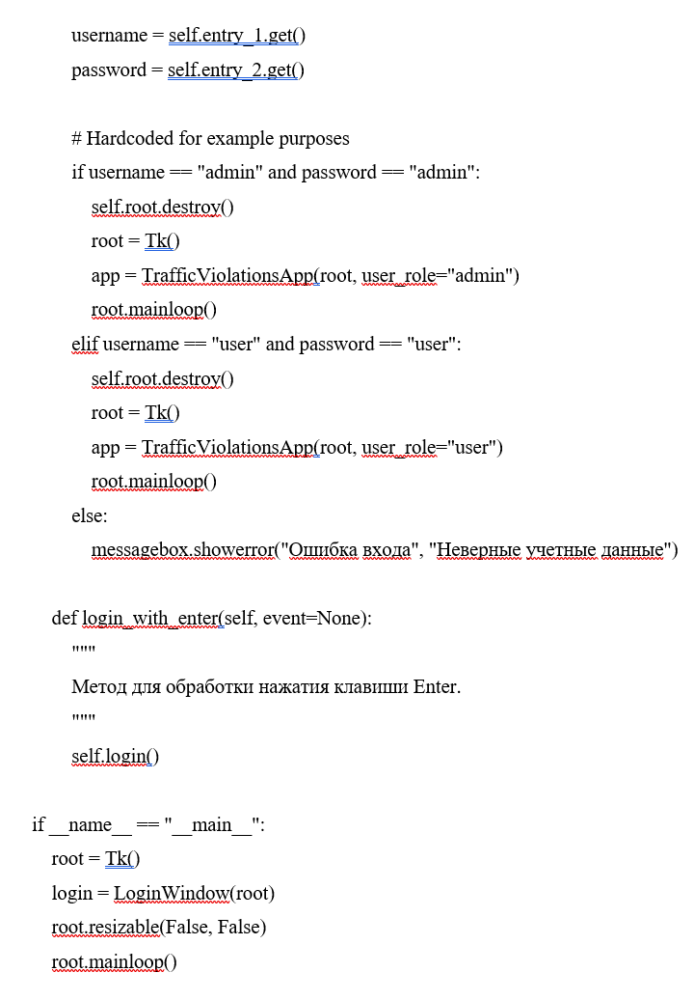 username = self.entry_1.get()
password = self.entry_2.get()
# Hardcoded for example purposes
if username == "admin" and password == "admin":
self.root.destroy()
root = Tk()
app = TrafficViolationsApp(root, user_role="admin")
root.mainloop()
elif username == "user" and password == "user":
self.root.destroy()
root = Tk()
app = TrafficViolationsApp(root, user_role="user")
root.mainloop()
else:
messagebox.showerror("Ошибка входа", "Неверные учетные данные")
def login_with_enter(self, event=None):
"""
Метод для обработки нажатия клавиши Enter.
"""
self.login()
if __name__ == "__main__":
root = Tk()
login = LoginWindow(root)
root.resizable(False, False)
root.mainloop()